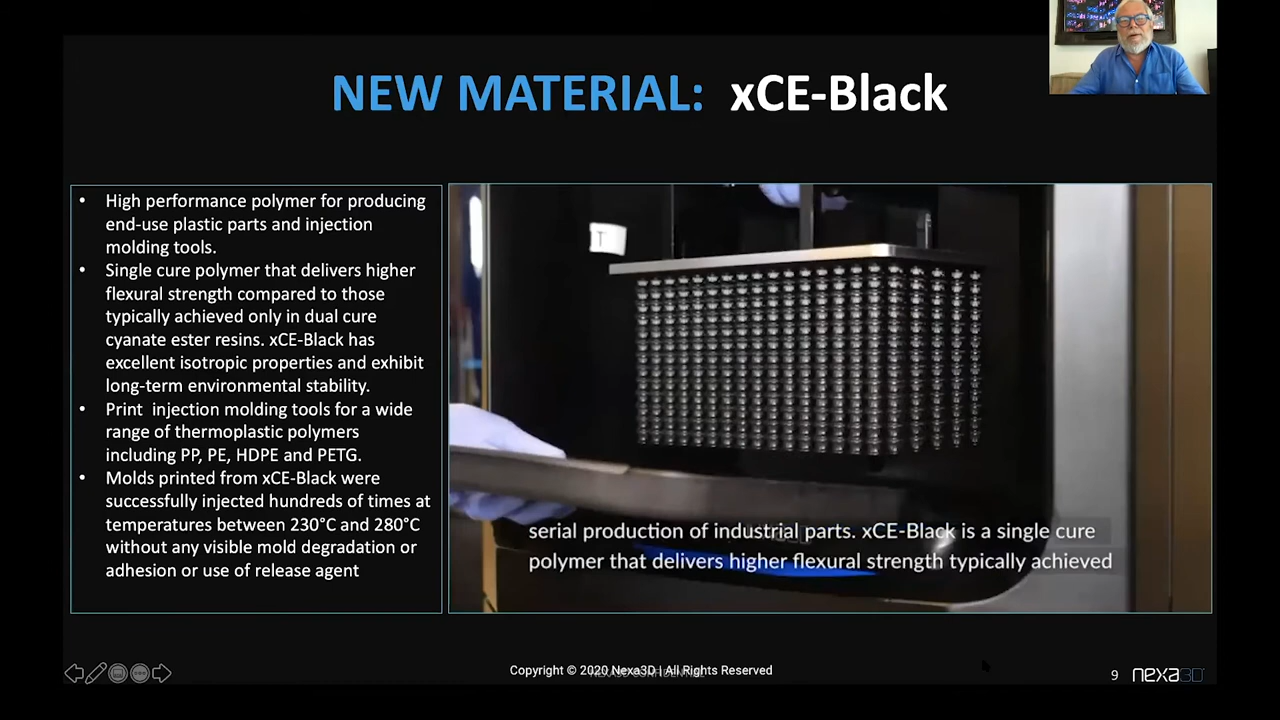 NEW MATERIAL: xCE-Black
• High performance polymer for producing
end-use plastic parts and injection
molding tools.
• Single cure polymer that delivers higher
flexural strength compared to those
typically achieved only in dual cure
cyanate ester resins. xCE-Black has
excellent isotropic properties and exhibit
long-term environmental stability.
• Print injection molding tools for a wide
range of thermoplastic polymers
including PP, PE, HDPE and PETG.
• Molds printed from xCE-Black were
successfully injected hundreds of times at
temperatures between 230°C and 280°C
without any visible mold degradation or
adhesion or use of release agent
T
serial production of industrial parts. xCE-Black is a single cure
polymer that delivers higher flexural strength typically achieved
Copyright © 2020 Nexa3D | All Rights Reserved
NEXA3D CONFIDENTIAL
9
nexa3D